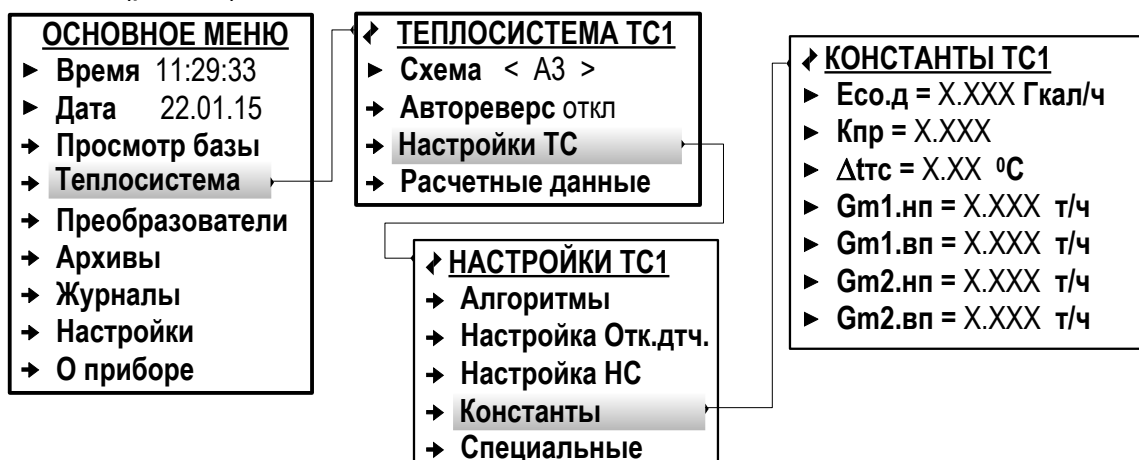 ОСНОВНОЕ МЕНЮ
Время 11:29:33
Дата 22.01.15
Просмотр базы
Теплосистема
Преобразователи
Архивы
Журналы
Настройки
О приборе
ТЕПЛОСИСТЕМА ТС1
Схема < А3 >
Автореверс откл
Настройки ТС
Расчетные данные
НАСТРОЙКИ ТС1
Алгоритмы
Настройка Отк.дтч.
Настройка НС
Константы
Специальные
КОНСТАНТЫ ТС1
Есо.д = X.XXX Гкал/ч
Кпр = X.XXX
Δtтс = X.XX ⁰С
Gm1.нп = X.XXX т/ч
Gm1.вп = X.XXX т/ч
Gm2.нп = X.XXX т/ч
Gm2.вп = X.XXX т/ч